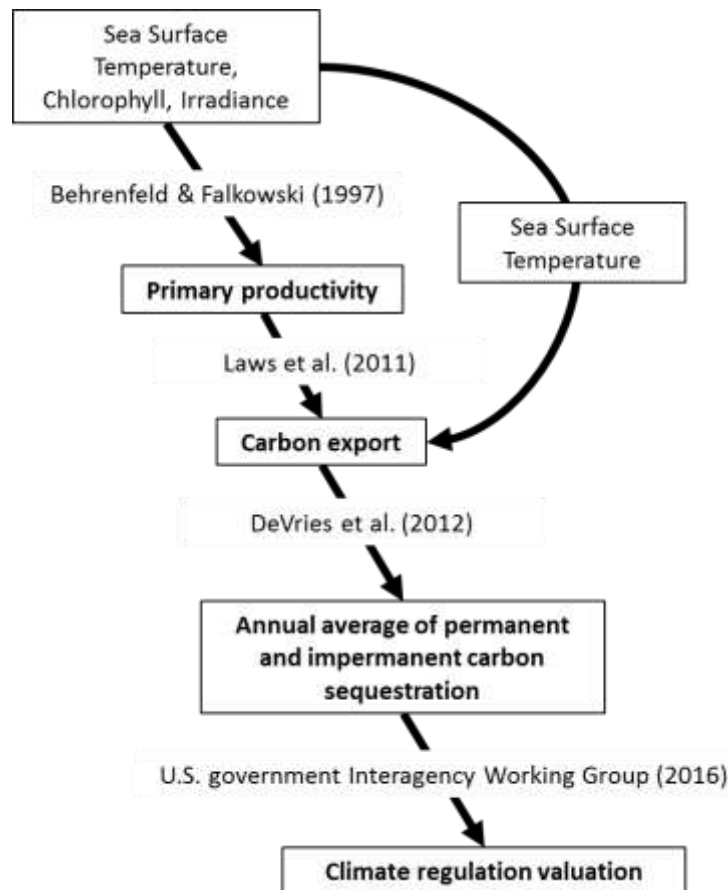 Sea Surface
Temperature,
Chlorophyll, Irradiance
Behrenfeld & Falkowski (1997)
Sea Surface
Temperature
Primary productivity
Laws et al. (2011)
Carbon export
DeVries et al. (2012)
Annual average of permanent
and impermanent carbon
sequestration
U.S. government Interagency Working Group (2016)
Climate regulation valuation